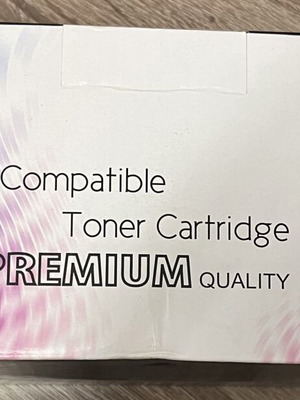 Compatible
Toner Cartridge
PREMIUM QUALITY